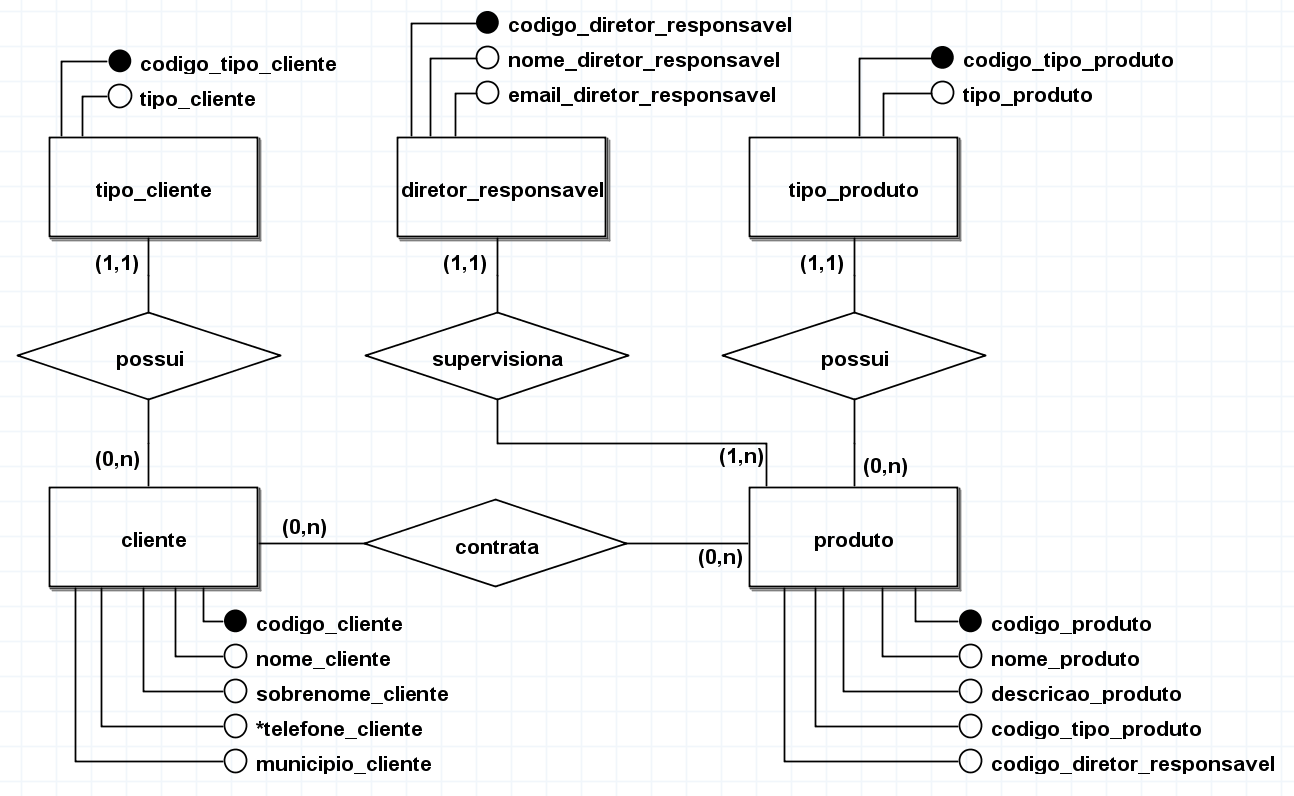 codigo_tipo_cliente
tipo_cliente
codigo_diretor_responsavel
nome_diretor_responsavel
email_diretor_responsavel
codigo_tipo_produto
tipo_produto
tipo_cliente
diretor_responsavel
tipo_produto
(1,1)
(1,1)
(1,1)
possui
supervisiona
possui
(0,n)
(1,n)
(0,n)
cliente
(0,n)
contrata
(0,n)
produto
codigo_cliente
nome_cliente
sobrenome_cliente
*telefone_cliente
municipio_cliente
codigo_produto
nome_produto
descricao_produto
codigo_tipo_produto
codigo_diretor_responsavel